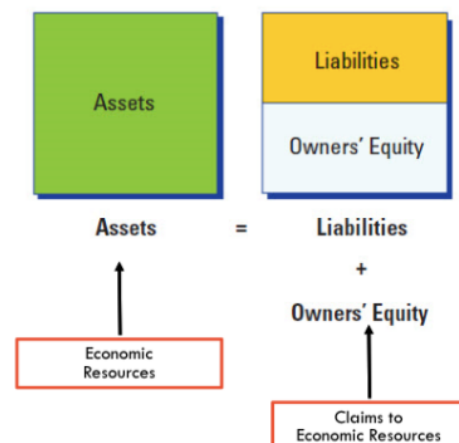 Assets
Liabilities
Owners' Equity
Assets = Liabilities
+
Owners' Equity
Economic
Resources
Claims to
Economic Resources